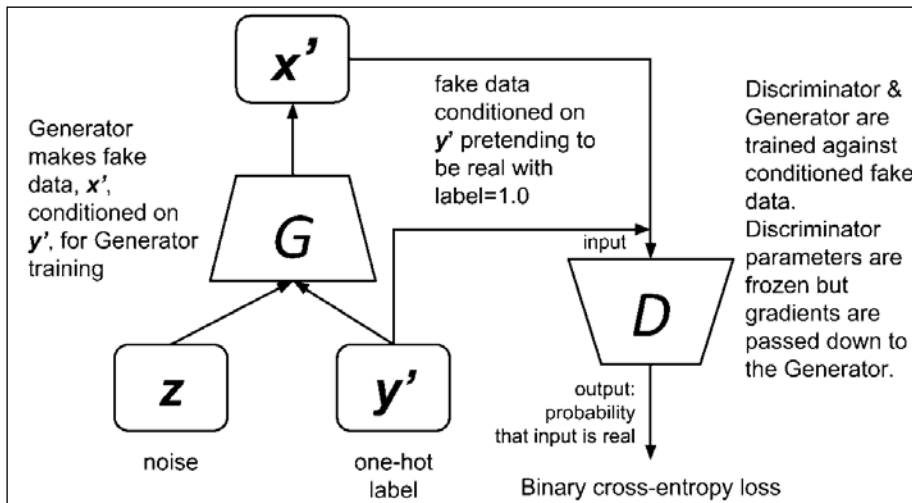 x’
Generator
makes fake
data, x’,
conditioned on
y’, for Generator
training
fake data
conditioned on
y’ pretending to
be real with
label=1.0
Discriminator &
Generator are
trained against
conditioned fake
data.
Discriminator
parameters are
frozen but
gradients are
passed down to
the Generator.
G
input
D
z
y’
noise
one-hot
label
output:
probability
that input is real
Binary cross-entropy loss